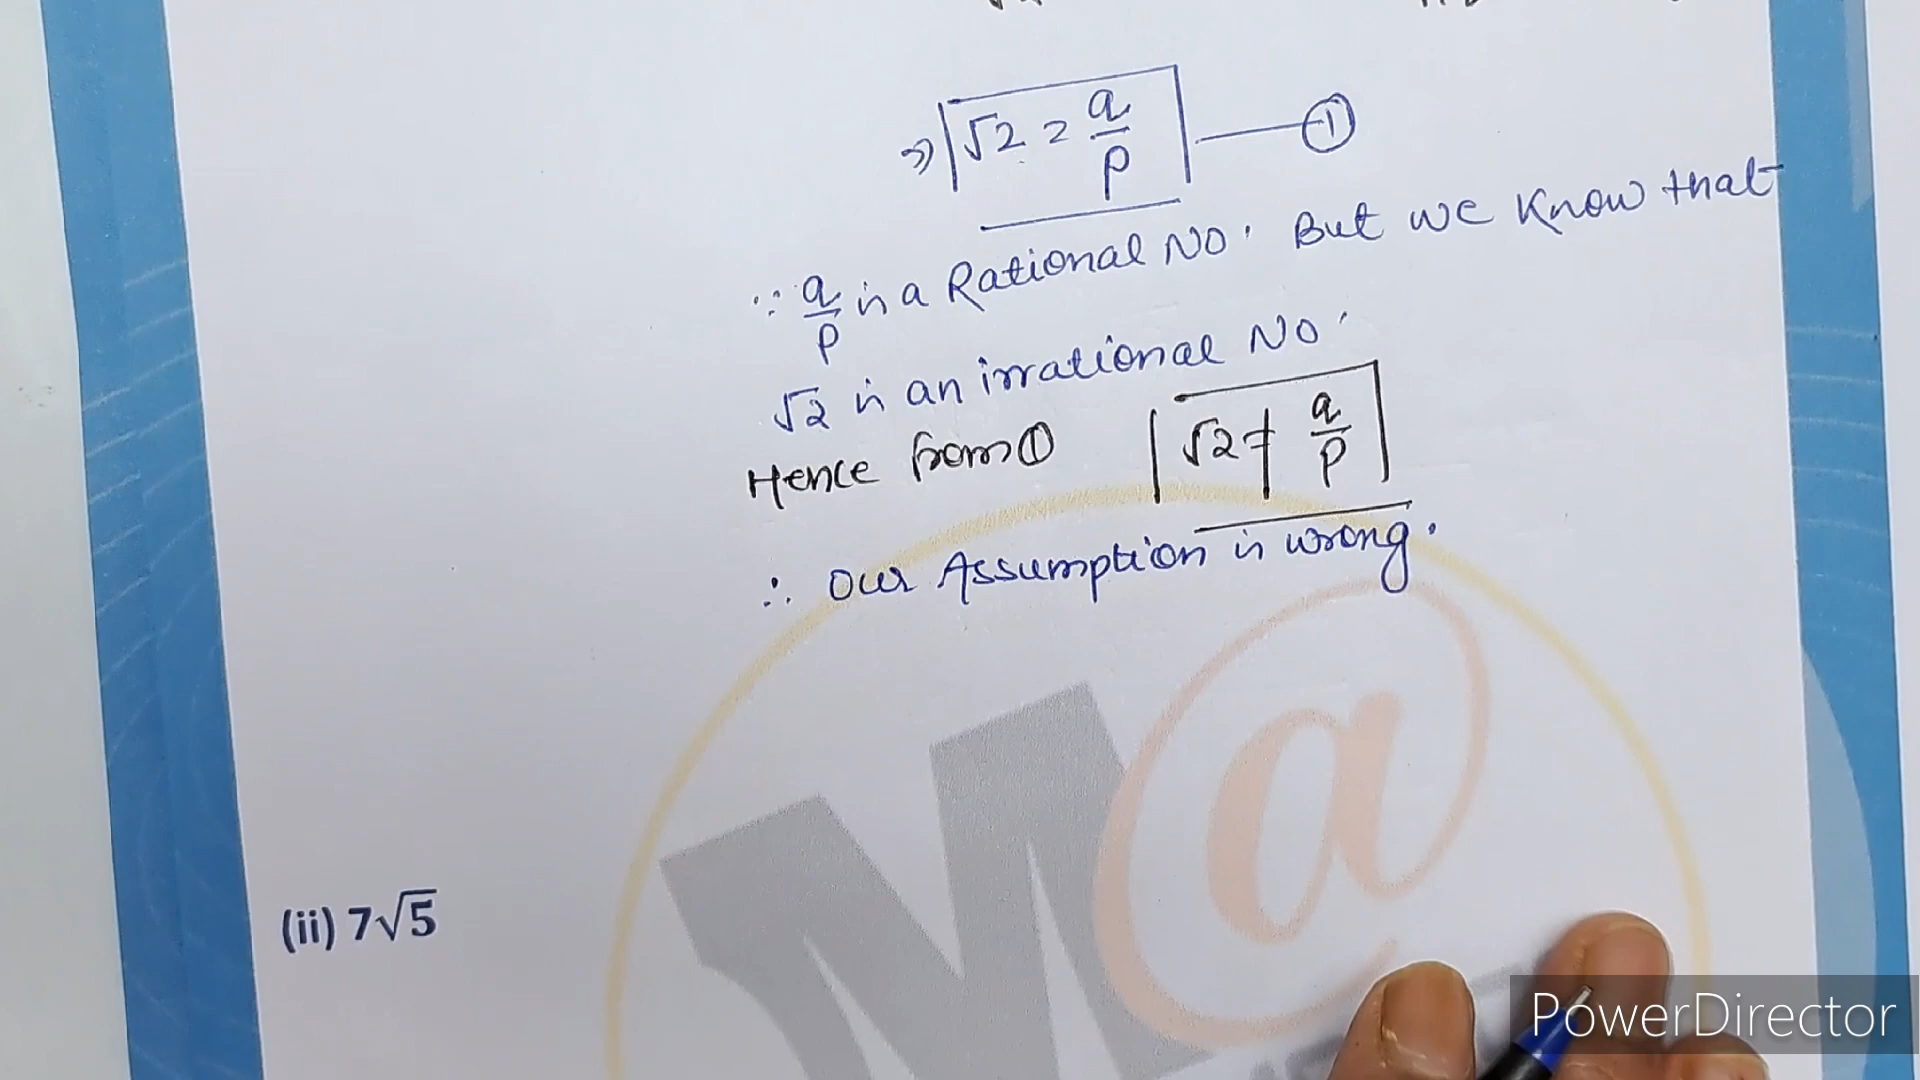 ⇒ √2 = q/p —— ①
∵ q/p is a Rational No. But we know that
√2 is an irrational No.
Hence from ① √2 ≠ q/p
∴ our Assumption is wrong.
(ii) 7√5
PowerDirector